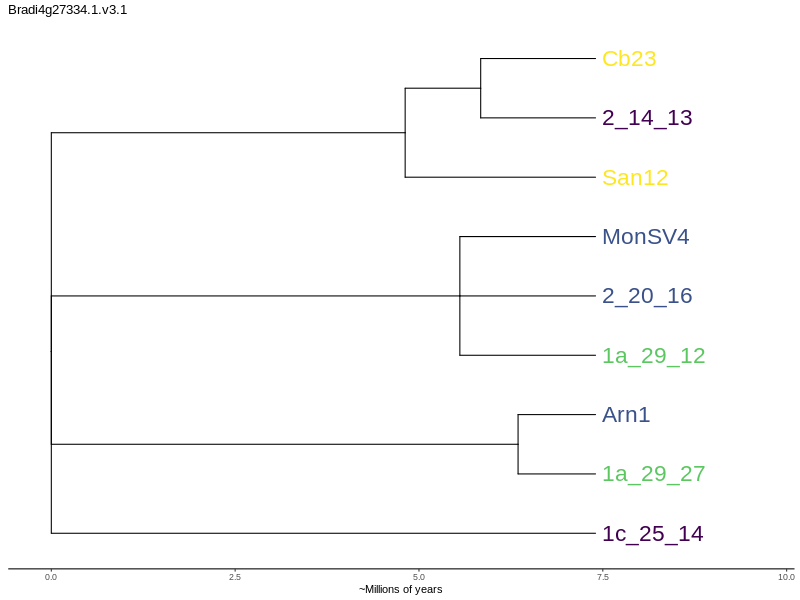 Bradi4g27334.1.v3.1
Cb23
2_14_13
San12
MonSV4
2_20_16
1a_29_12
Arn1
1a_29_27
1c_25_14
0.0 2.5 5.0 7.5 10.0
~Millions of years